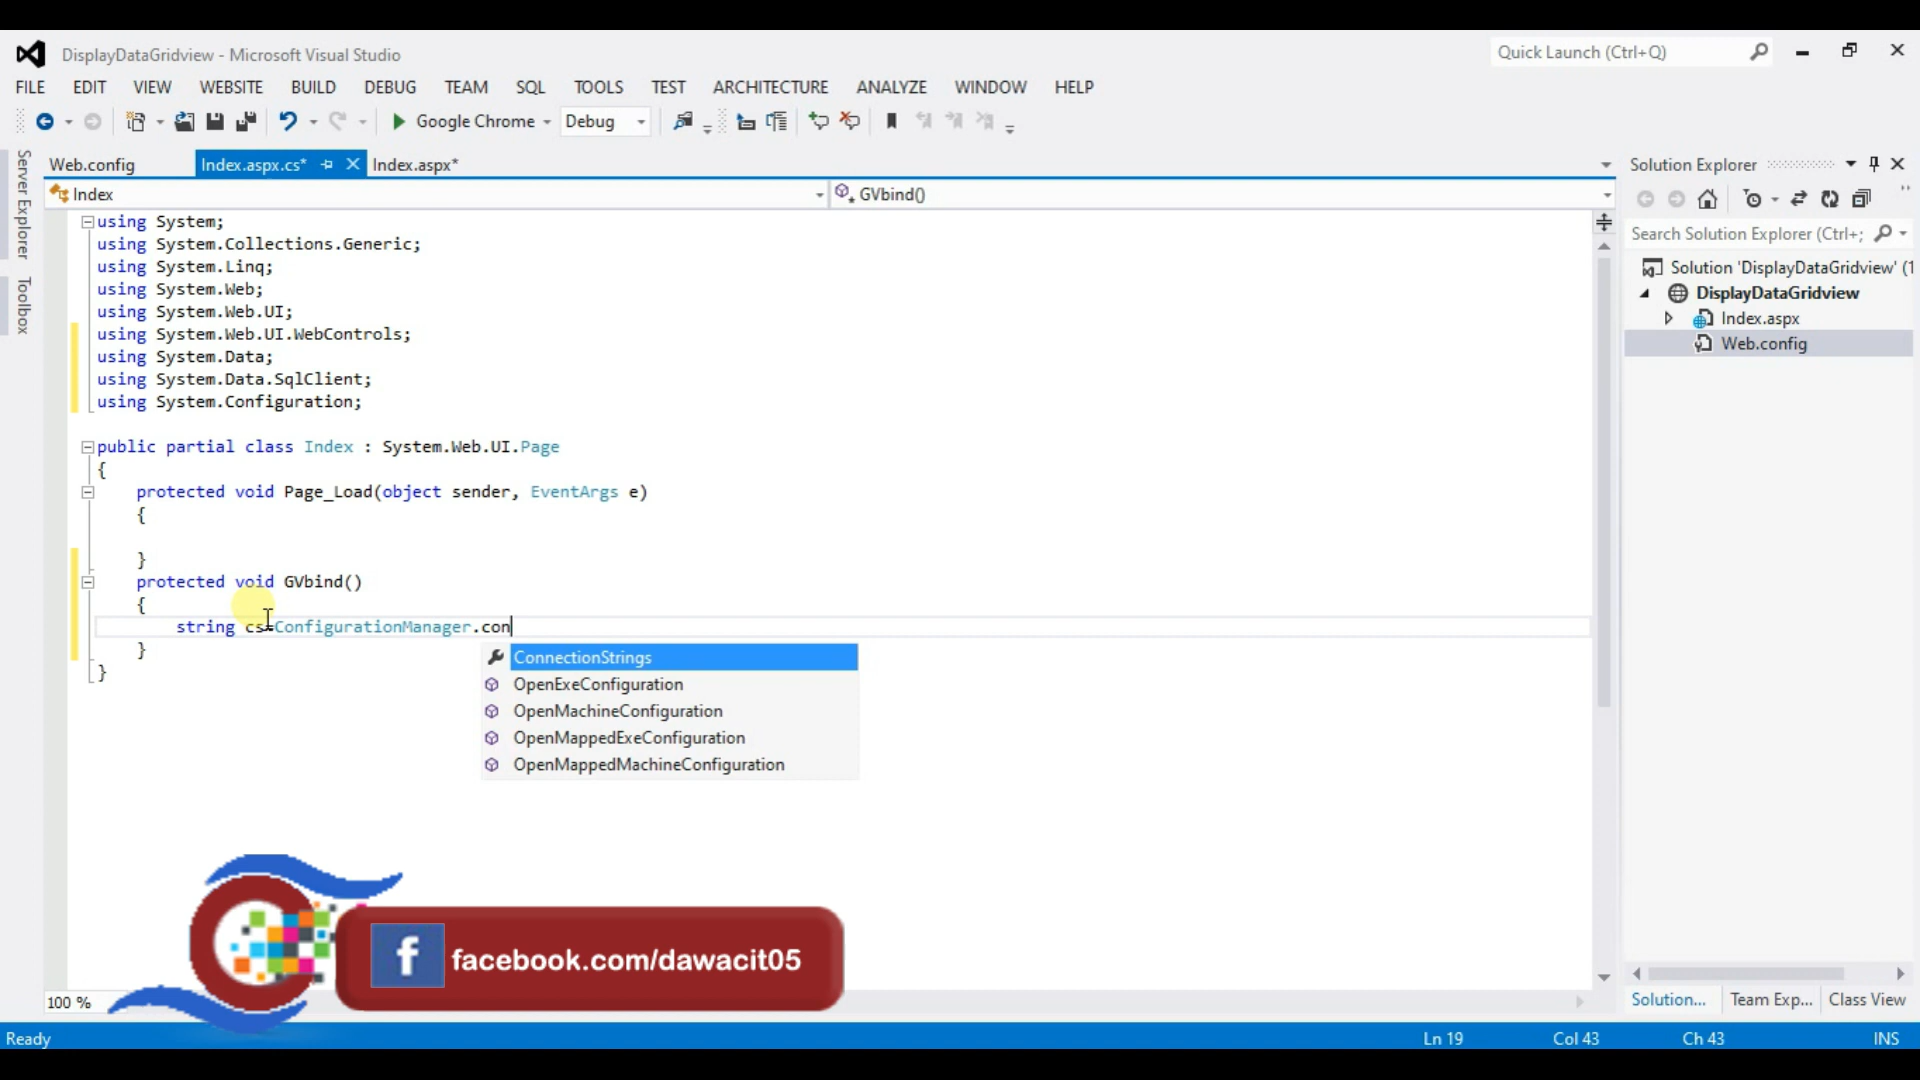 DisplayDataGridview - Microsoft Visual Studio
Quick Launch (Ctrl+Q)
FILE EDIT VIEW WEBSITE BUILD DEBUG TEAM SQL TOOLS TEST ARCHITECTURE ANALYZE WINDOW HELP
Google Chrome Debug
Server Explorer
Toolbox
Web.config Index.aspx.cs* Index.aspx*
Index GVbind()
using System;
using System.Collections.Generic;
using System.Linq;
using System.Web;
using System.Web.UI;
using System.Web.UI.WebControls;
using System.Data;
using System.Data.SqlClient;
using System.Configuration;
public partial class Index : System.Web.UI.Page
{
protected void Page_Load(object sender, EventArgs e)
{
}
protected void GVbind()
{
string cs=ConfigurationManager.con
}
}
ConnectionStrings
OpenExeConfiguration
OpenMachineConfiguration
OpenMappedExeConfiguration
OpenMappedMachineConfiguration
Solution Explorer
Search Solution Explorer (Ctrl+;
Solution 'DisplayDataGridview' (1
DisplayDataGridview
Index.aspx
Web.config
f facebook.com/dawacit05
100 %
Solution... Team Exp... Class View
Ready Ln 19 Col 43 Ch 43 INS